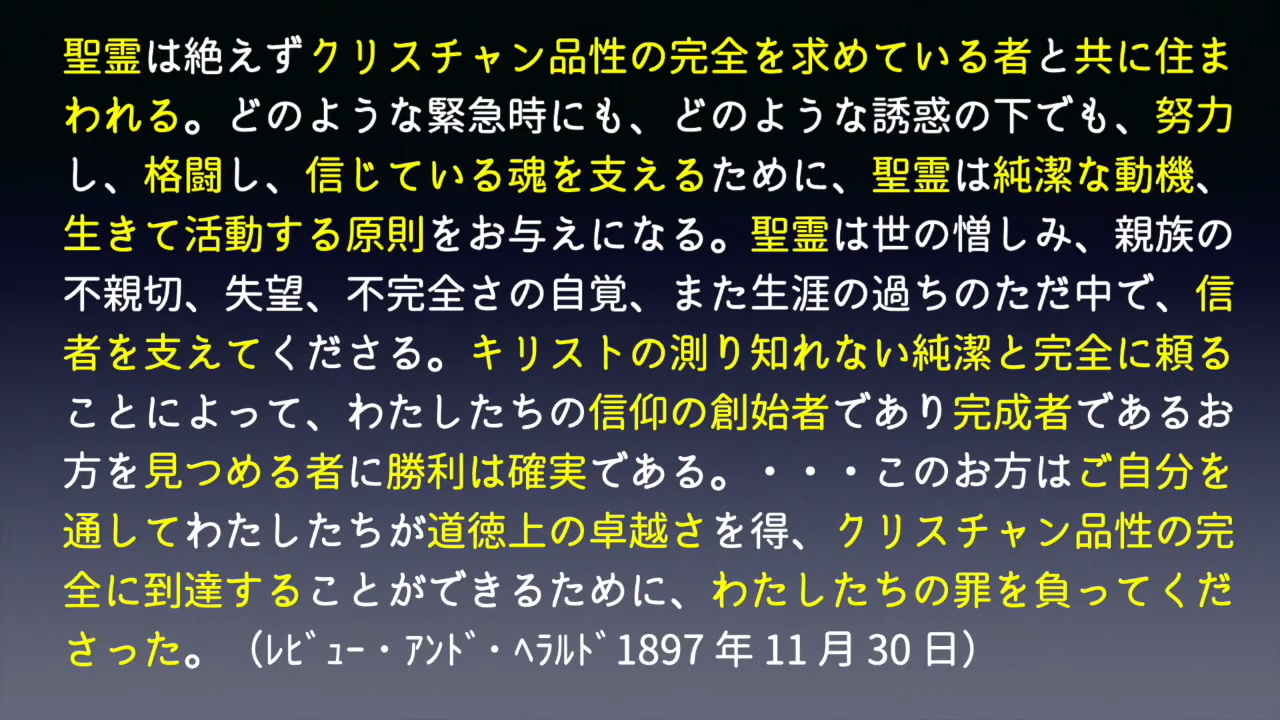 聖霊は絶えずクリスチャン品性の完全を求めている者と共に住ま
われる。どのような緊急時にも、どのような誘惑の下でも、努力
し、格闘し、信じている魂を支えるために、聖霊は純潔な動機、
生きて活動する原則をお与えになる。聖霊は世の憎しみ、親族の
不親切、失望、不完全さの自覚、また生涯の過ちのただ中で、信
者を支えてくださる。キリストの測り知れない純潔と完全に頼る
ことによって、わたしたちの信仰の創始者であり完成者であるお
方を見つめる者に勝利は確実である。・・・このお方はご自分を
通してわたしたちが道徳上の卓越さを得、クリスチャン品性の完
全に到達することができるために、わたしたちの罪を負ってくだ
さった。（ﾚﾋﾞｭｰ・ｱﾝﾄﾞ・ﾍﾗﾙﾄﾞ 1897 年 11 月 30 日）